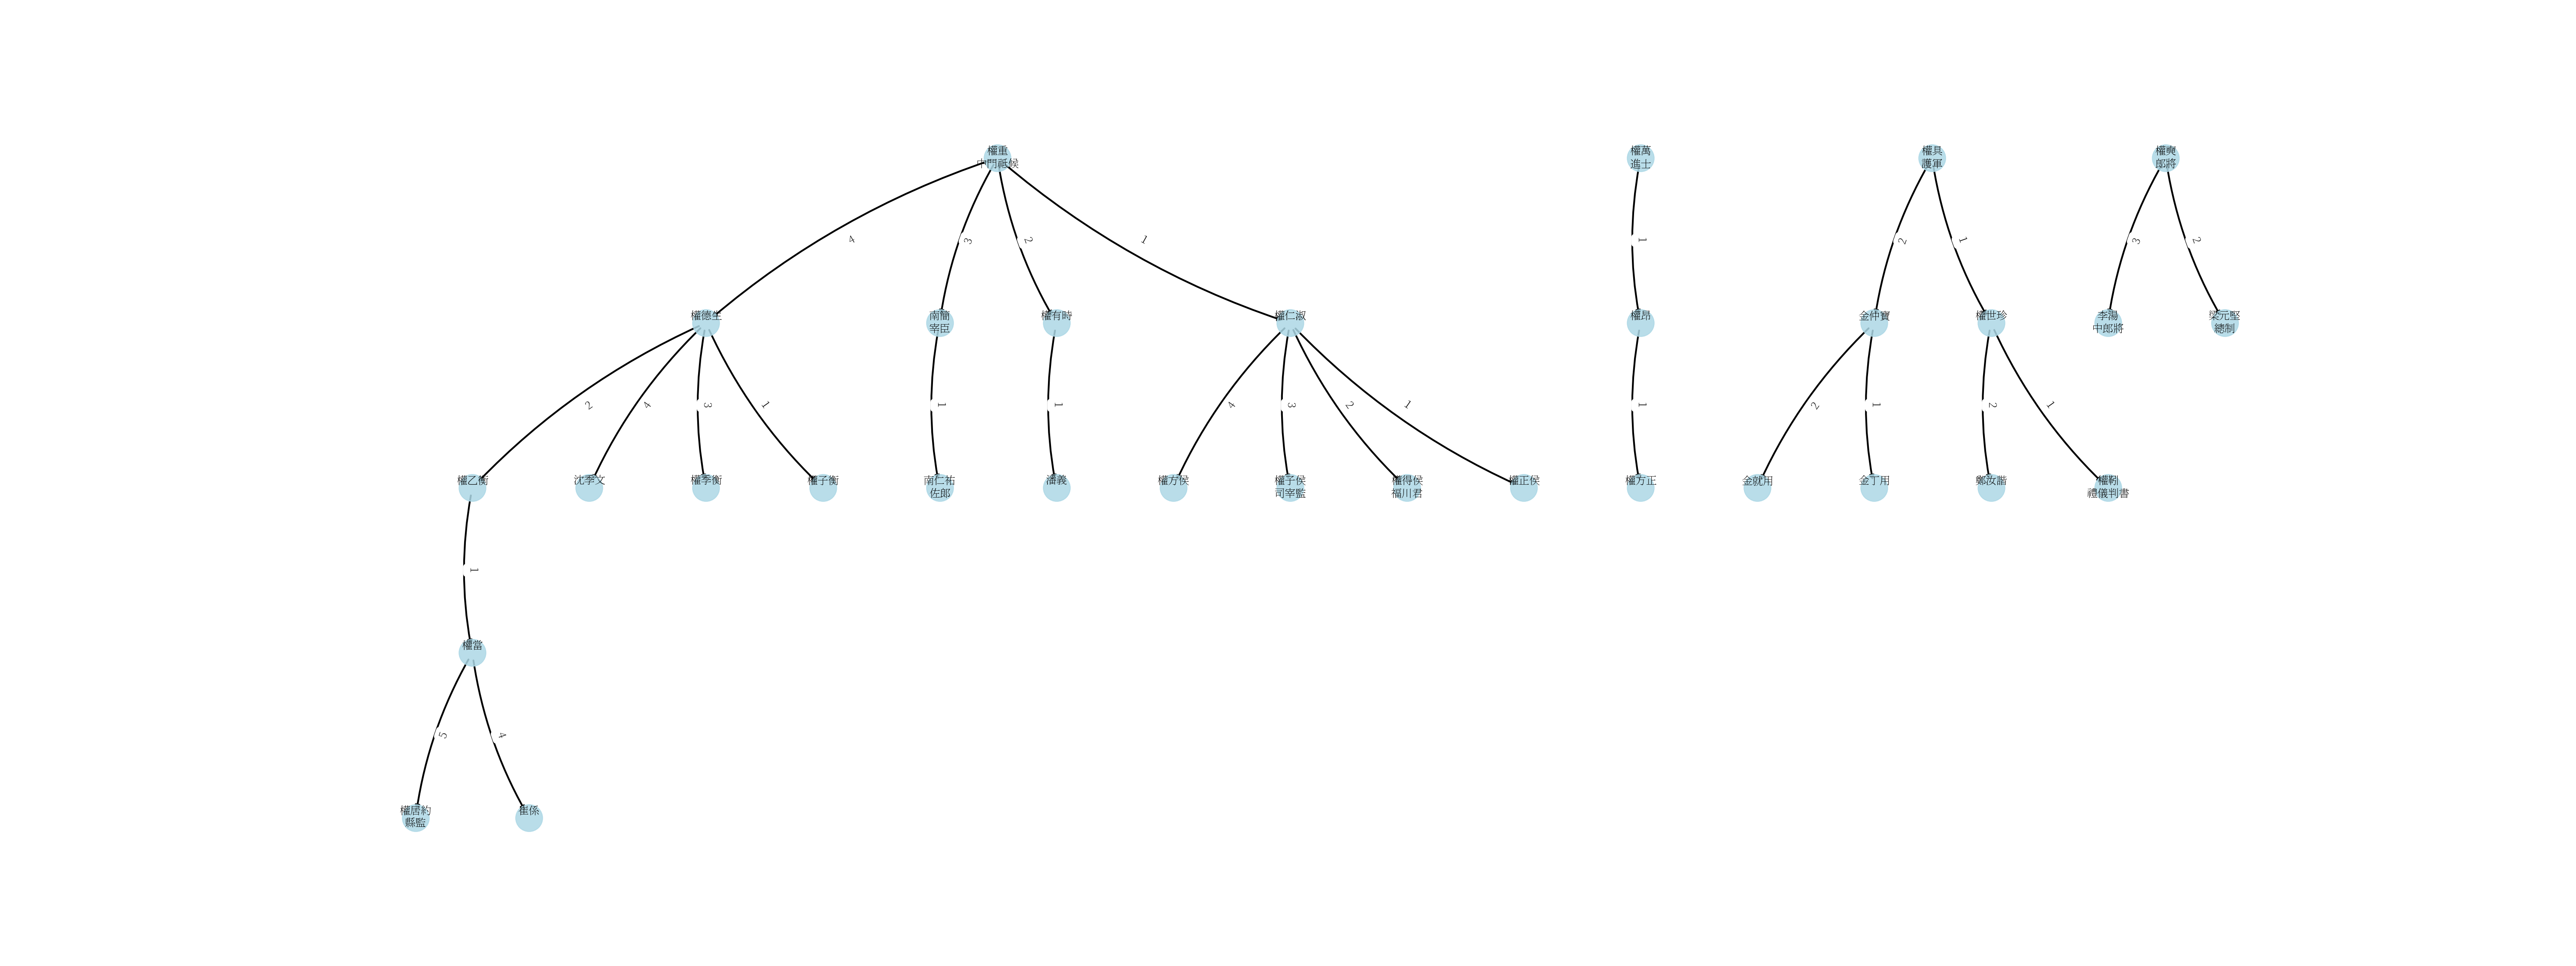 權重
中門祗候
權萬
進士
權具
護軍
權奭
郎將
4
3
2
1
1
2
1
3
2
權德生
南簡
宰臣
權有時
權仁淑
權昂
金仲寶
權世珍
李湯
中郎將
梁元堅
總制
2
4
3
1
1
1
4
3
2
1
1
2
1
2
1
權乙衡
沈季文
權季衡
權子衡
南仁祐
佐郎
潘義
權方侯
權子侯
司宰監
權得侯
福川君
權正侯
權方正
金就用
金丁用
鄭汝諧
權靷
禮儀判書
1
權當
5
4
權居約
縣監
崔係